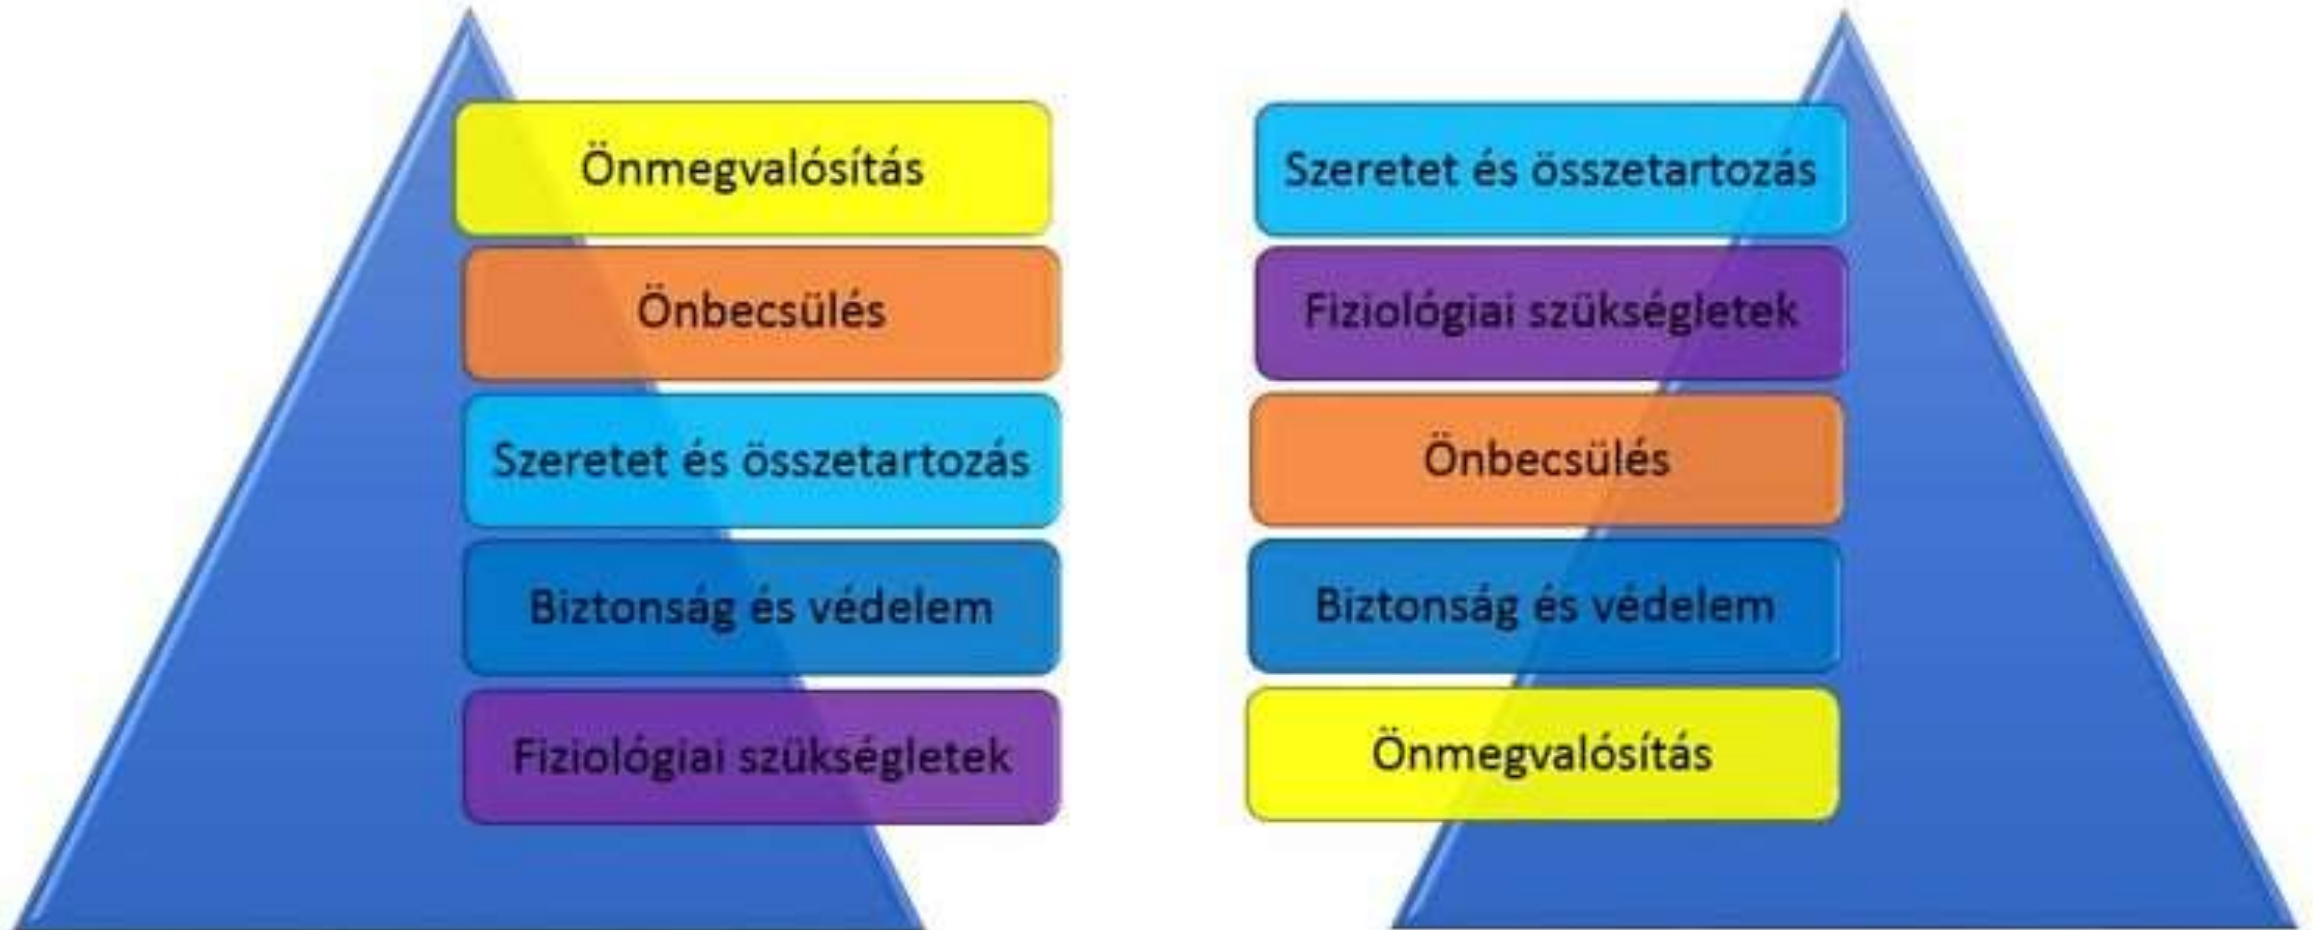 Önmegvalósítás
Önbecsülés
Szeretet és összetartozás
Biztonság és védelem
Fiziológiai szükségletek
Szeretet és összetartozás
Fiziológiai szükségletek
Önbecsülés
Biztonság és védelem
Önmegvalósítás